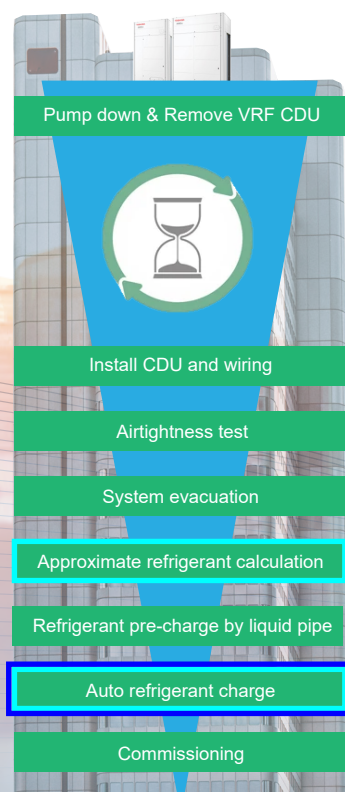 Pump down & Remove VRF CDU
Install CDU and wiring
Airtightness test
System evacuation
Approximate refrigerant calculation
Refrigerant pre-charge by liquid pipe
Auto refrigerant charge
Commissioning